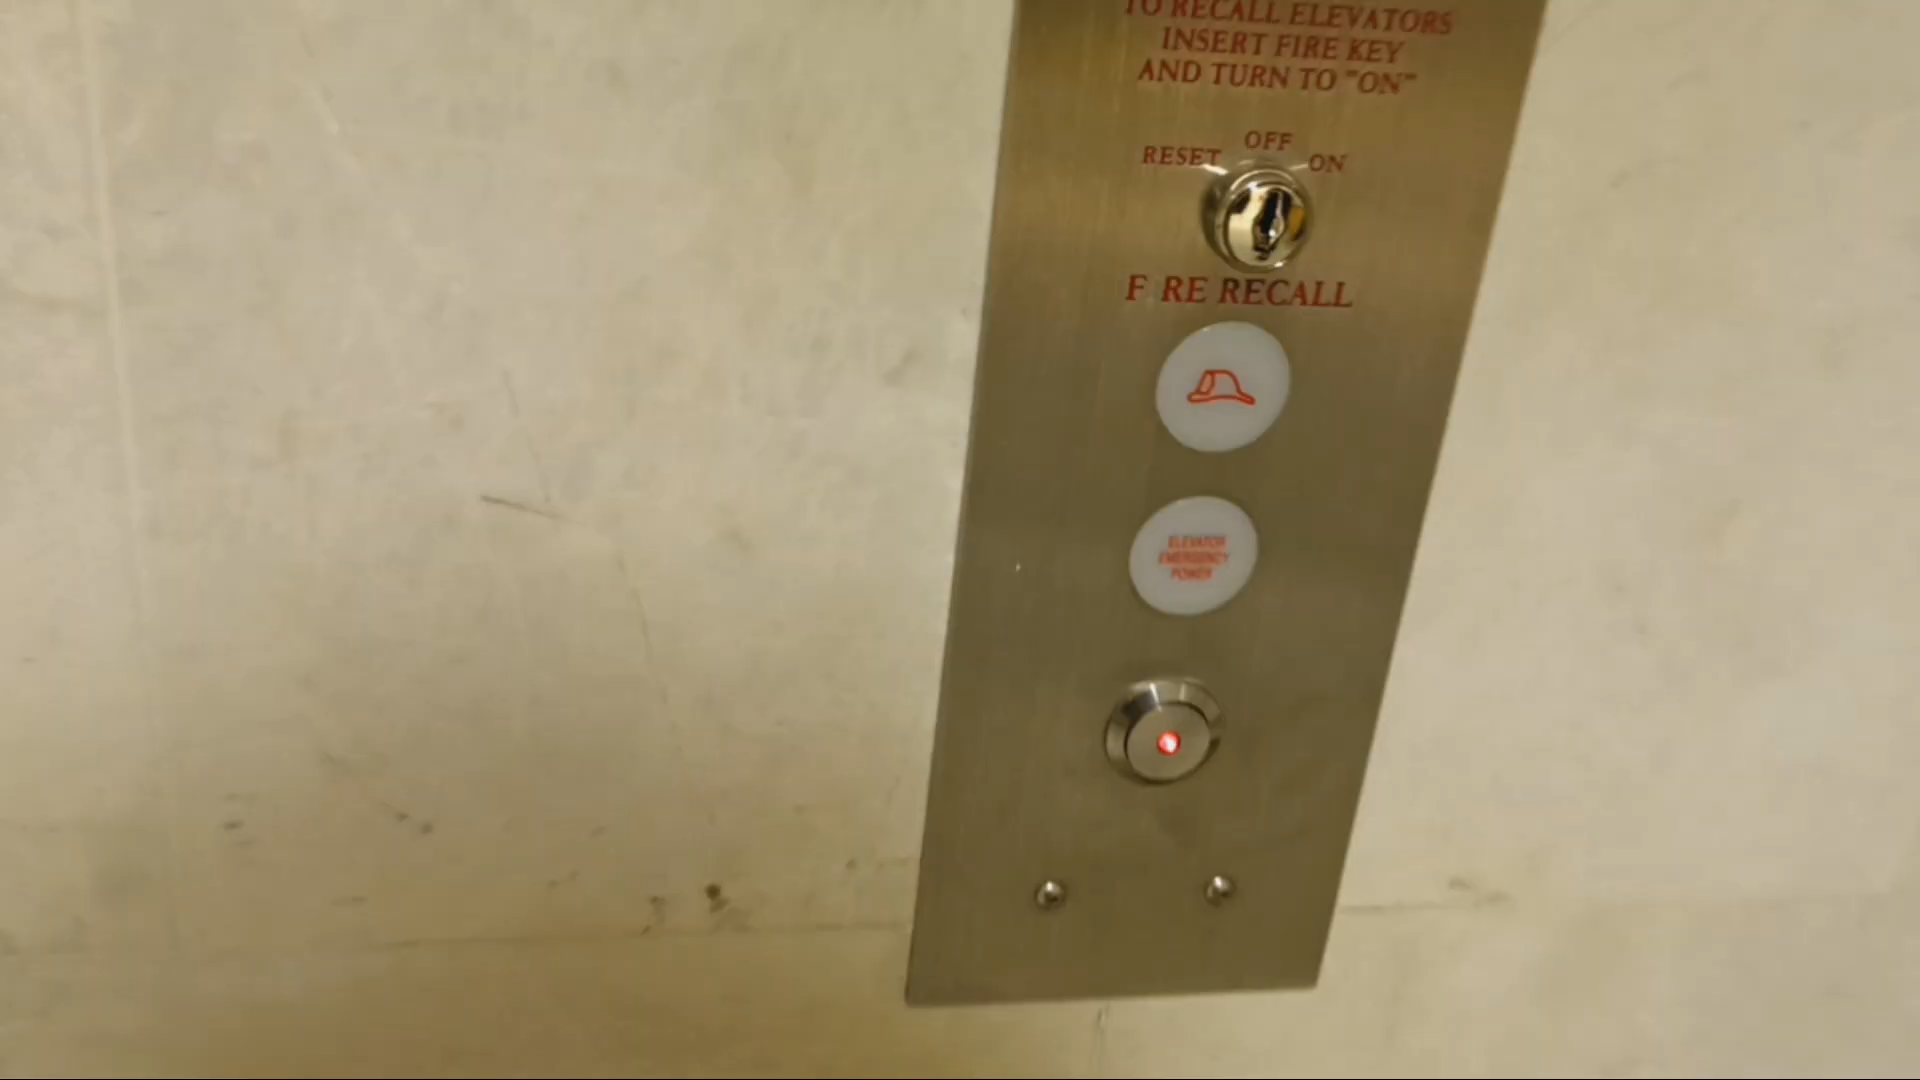 TO RECALL ELEVATORS
INSERT FIRE KEY
AND TURN TO "ON"
OFF
RESET ON
F RE RECALL
ELEVATOR
EMERGENCY
POWER